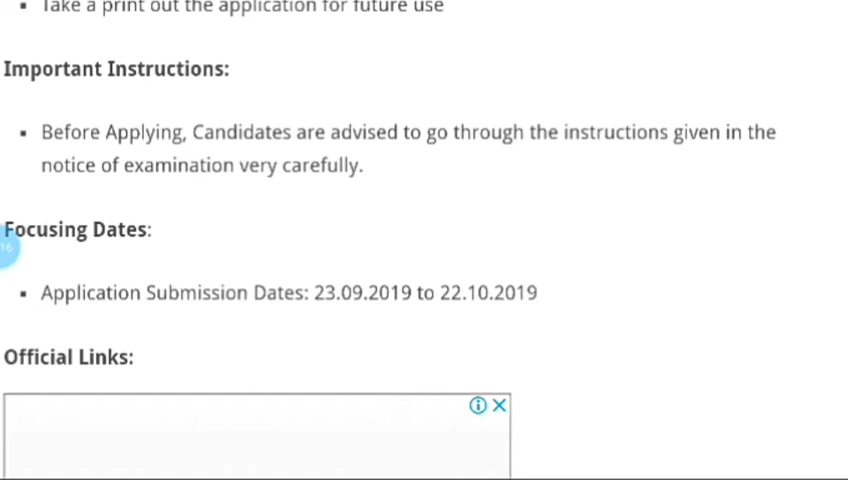 ▪ Take a print out the application for future use
Important Instructions:
▪ Before Applying, Candidates are advised to go through the instructions given in the
notice of examination very carefully.
Focusing Dates:
16
▪ Application Submission Dates: 23.09.2019 to 22.10.2019
Official Links: